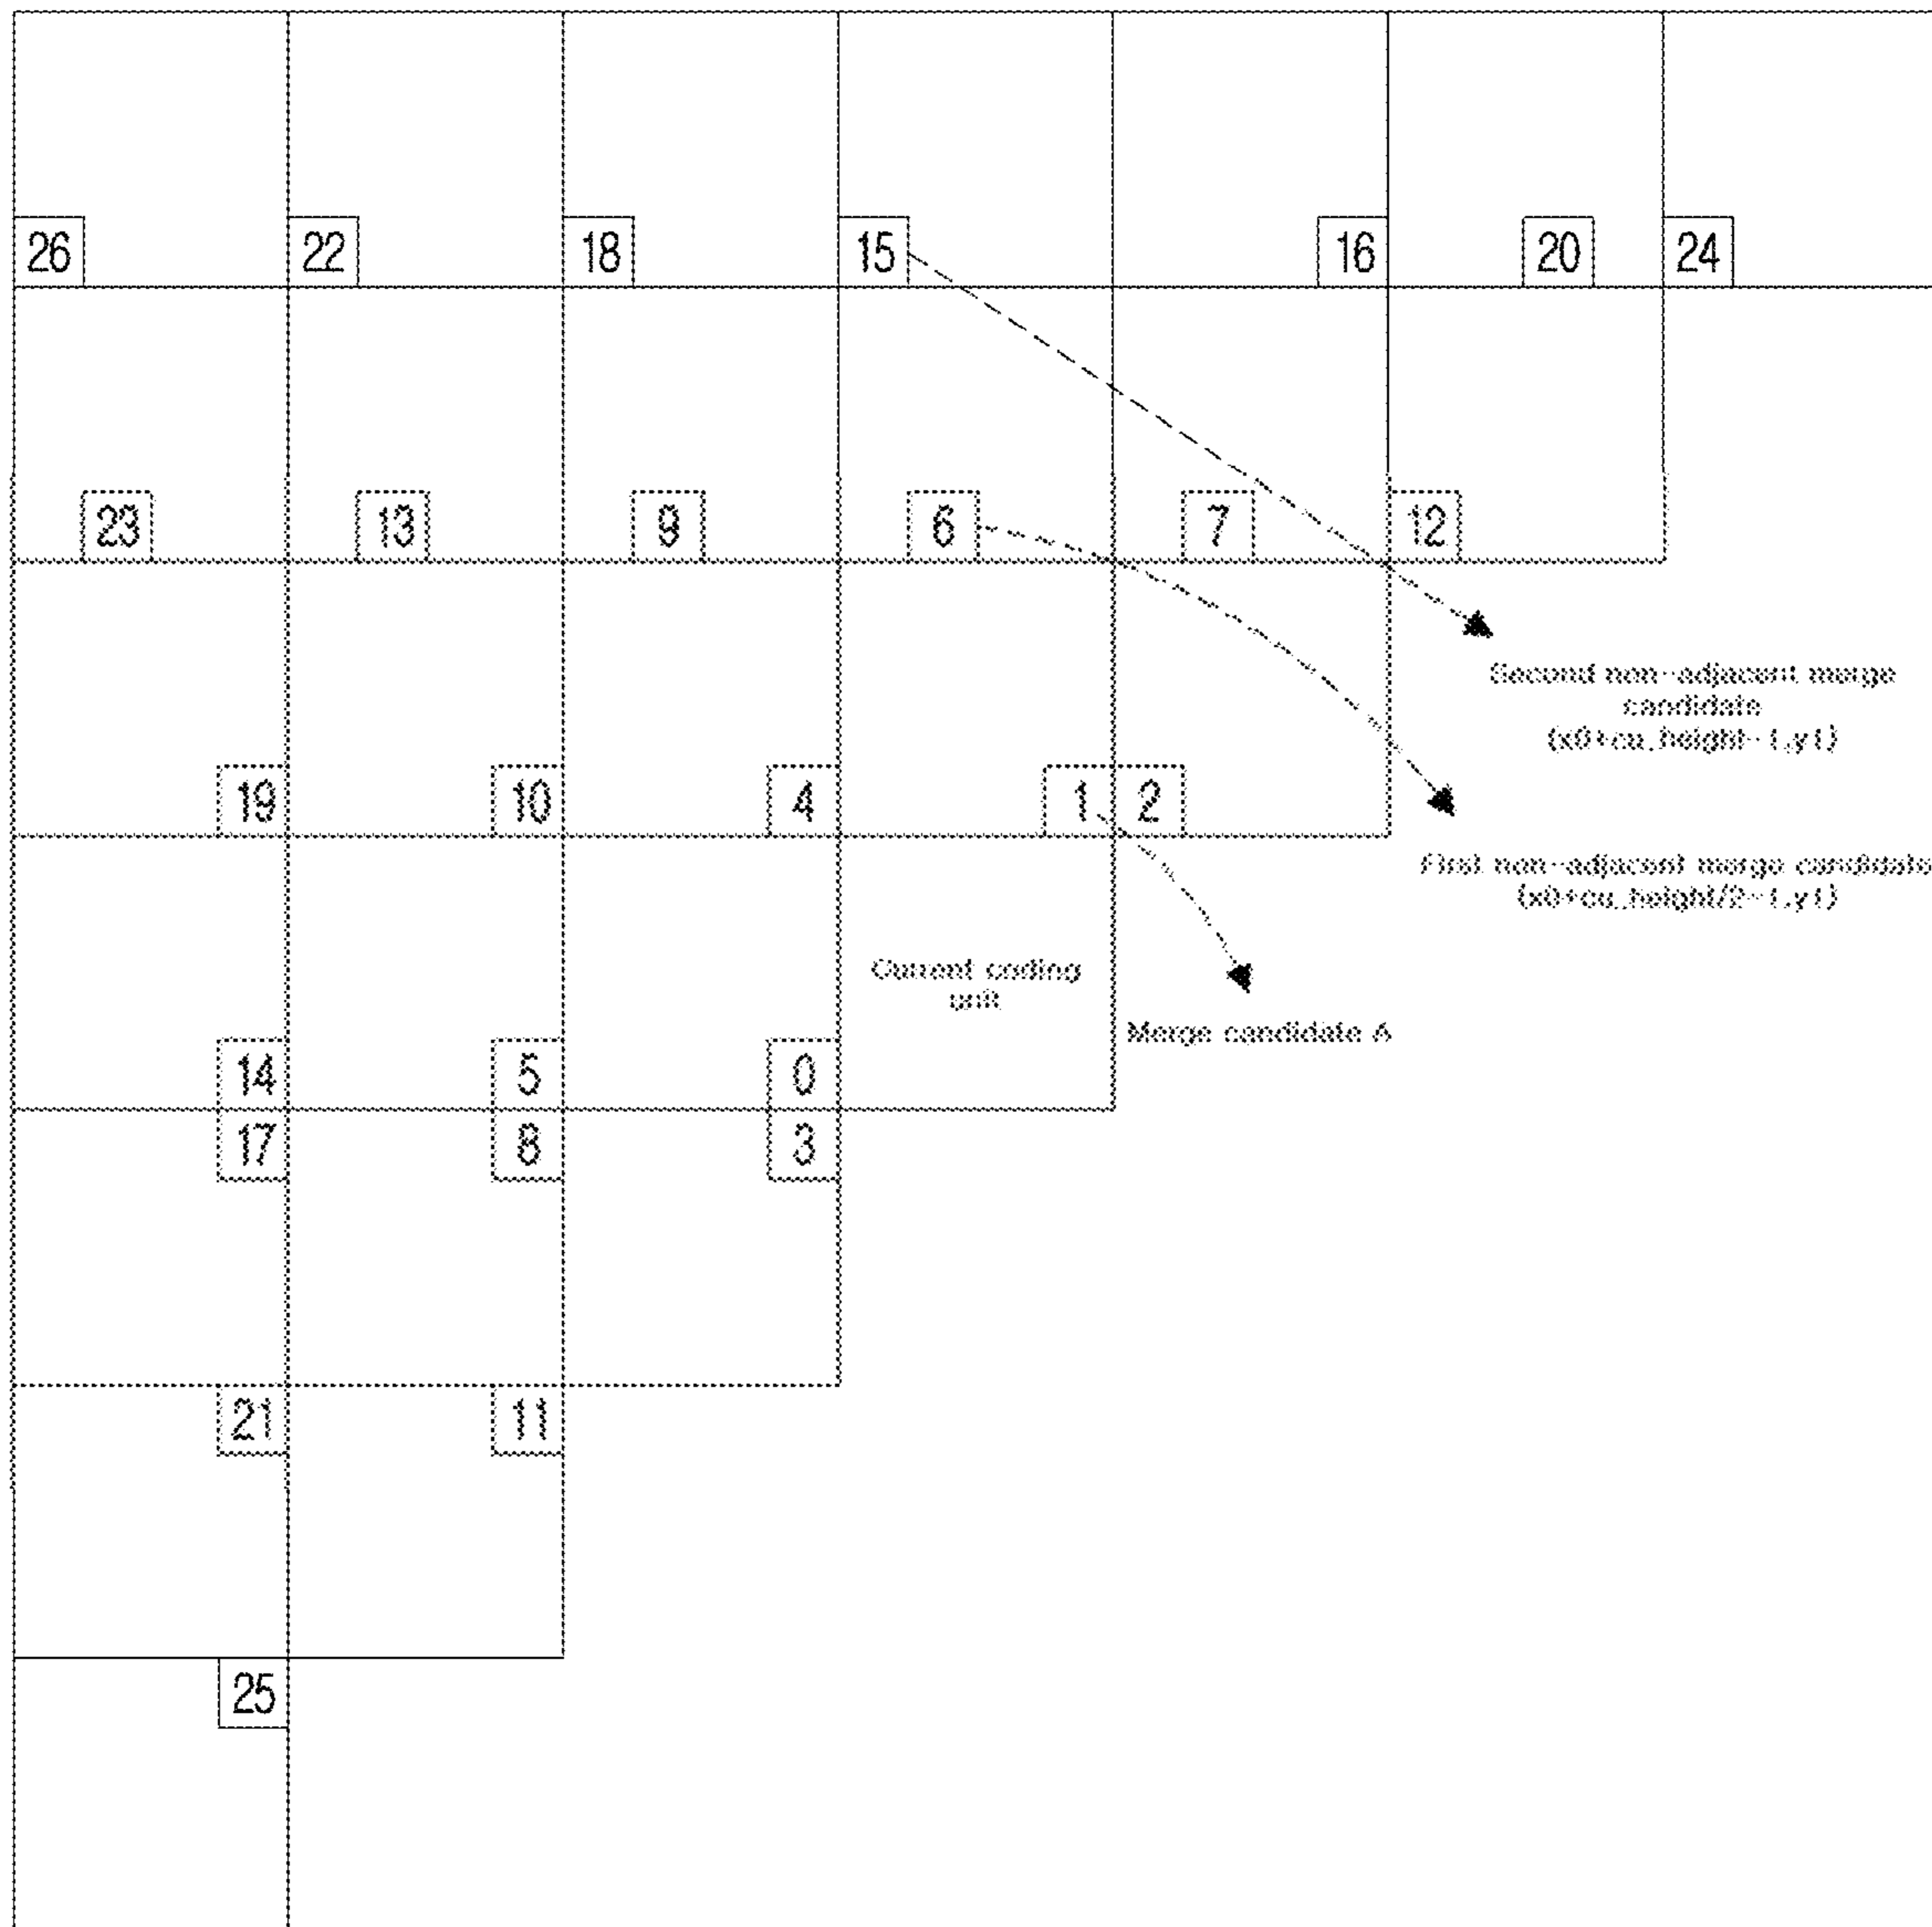 26 22 18 15 16 20 24
23 13 9 6 7 12
Second non-adjacent merge
candidate
(x0+cu_height-1,y1)
19 10 4 1 2
First non-adjacent merge candidate
(x0+cu_height/2-1,y1)
Current coding
unit
Merge candidate A
14 5 0
17 8 3
21 11
25